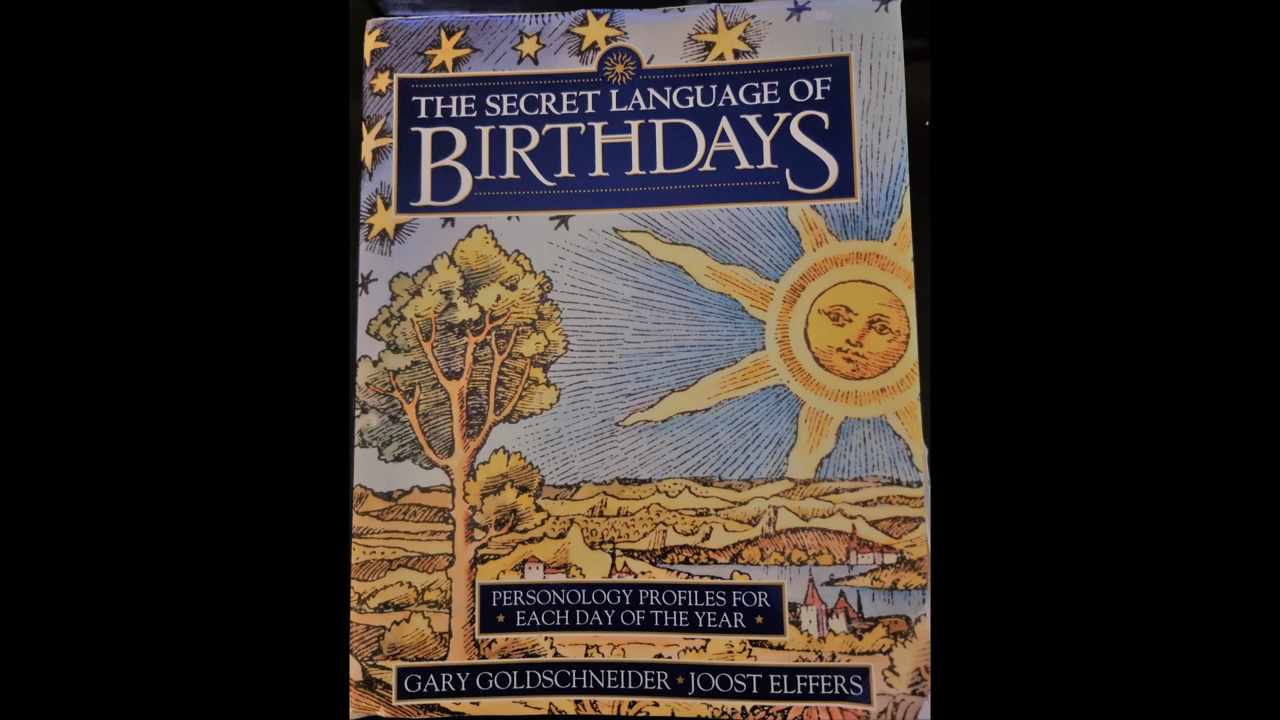 THE SECRET LANGUAGE OF
BIRTHDAYS
PERSONOLOGY PROFILES FOR
EACH DAY OF THE YEAR
GARY GOLDSCHNEIDER JOOST ELFFERS